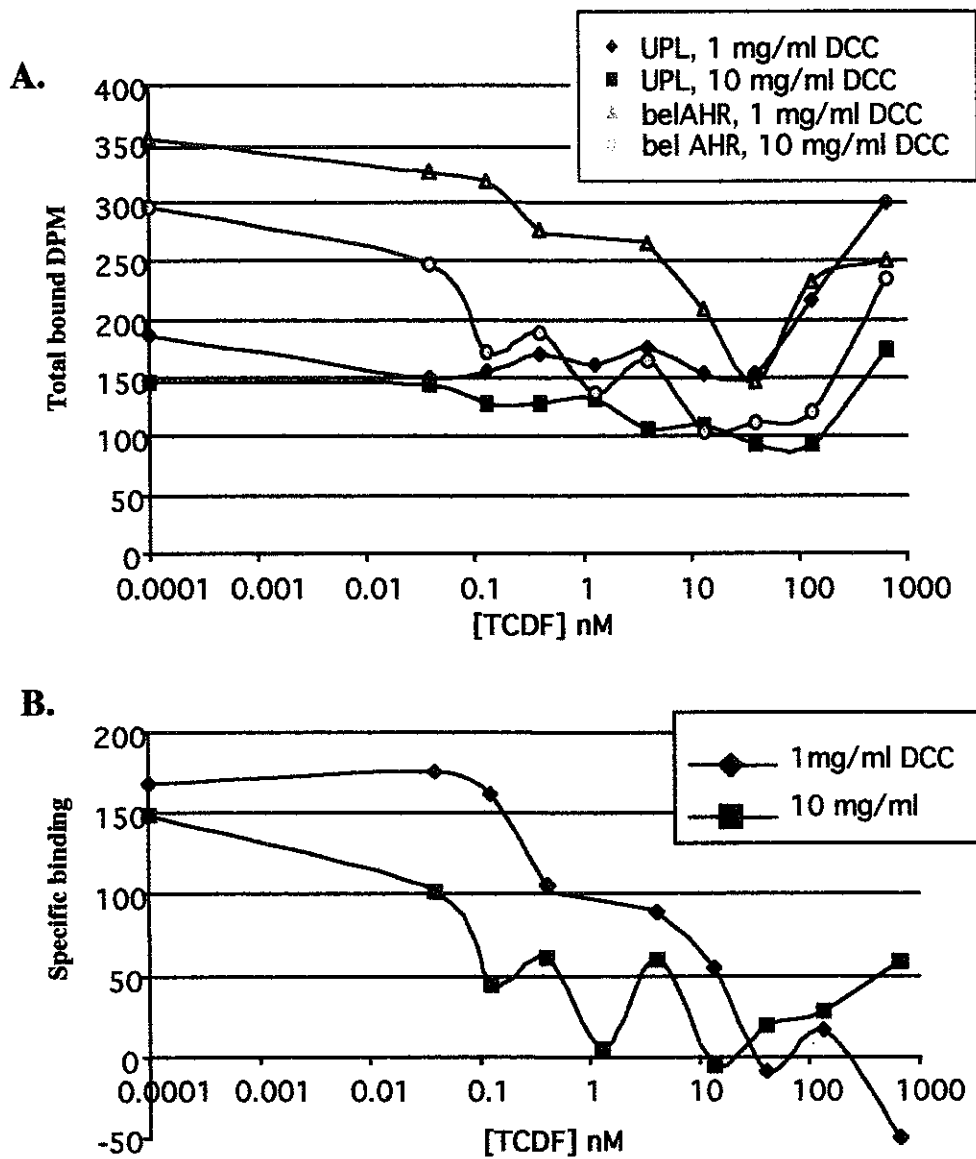 A.
UPL, 1 mg/ml DCC
UPL, 10 mg/ml DCC
belAHR, 1 mg/ml DCC
bel AHR, 10 mg/ml DCC
Total bound DPM
400
350
300
250
200
150
100
50
0
0.0001 0.001 0.01 0.1 1 10 100 1000
[TCDF] nM
B.
1mg/ml DCC
10 mg/ml
Specific binding
200
150
100
50
0
-50
0.0001 0.001 0.01 0.1 1 10 100 1000
[TCDF] nM